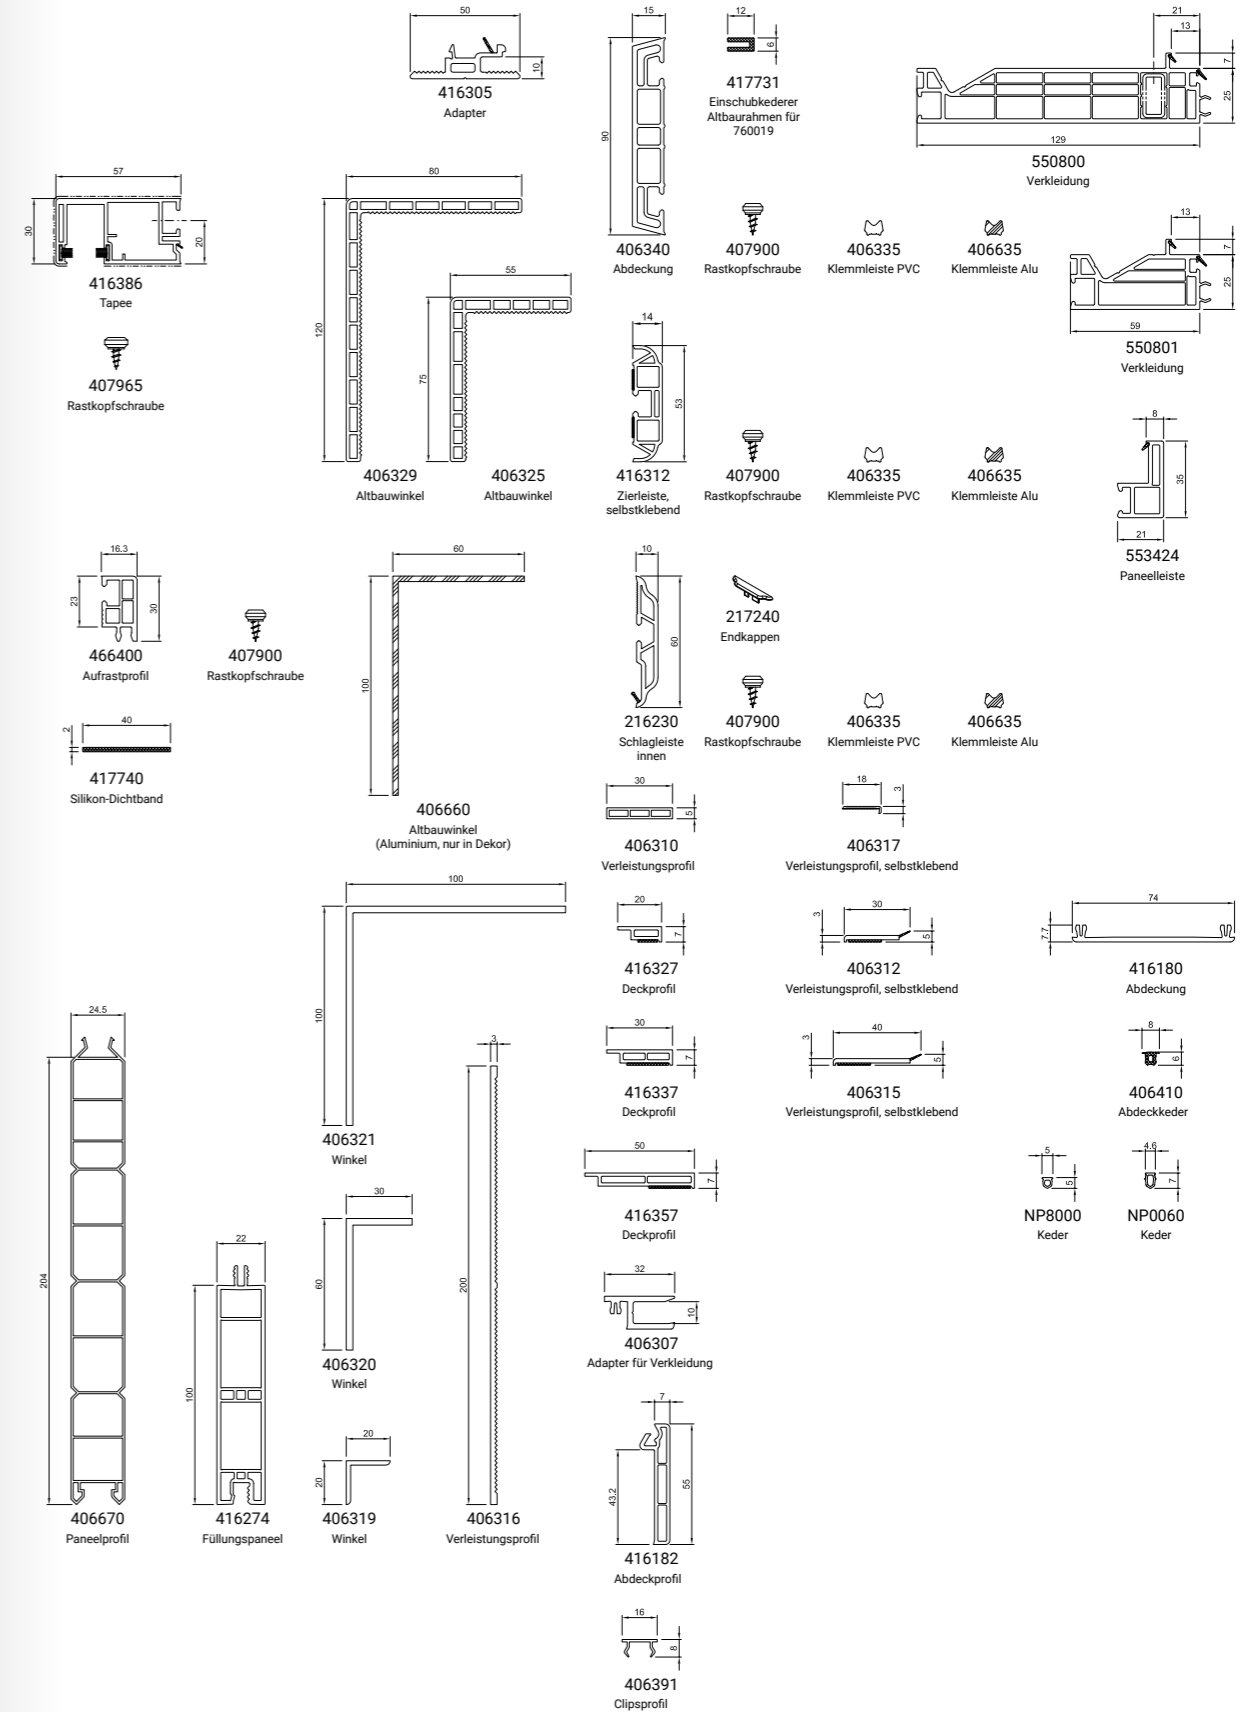 50
10
416305
Adapter
15
90
406340
Abdeckung
12
6
417731
Einschubkederer
Altbaurahmen für
760019
21
13
7
25
129
550800
Verkleidung
57
30
20
416386
Tapee
407965
Rastkopfschraube
80
120
406329
Altbauwinkel
55
75
406325
Altbauwinkel
407900
Rastkopfschraube
406335
Klemmleiste PVC
406635
Klemmleiste Alu
13
7
25
59
550801
Verkleidung
14
53
416312
Zierleiste,
selbstklebend
407900
Rastkopfschraube
406335
Klemmleiste PVC
406635
Klemmleiste Alu
8
35
21
553424
Paneelleiste
16.3
23
30
466400
Aufrastprofil
407900
Rastkopfschraube
60
100
406660
Altbauwinkel
(Aluminium, nur in Dekor)
10
60
216230
Schlagleiste
innen
217240
Endkappen
407900
Rastkopfschraube
406335
Klemmleiste PVC
406635
Klemmleiste Alu
40
2
417740
Silikon-Dichtband
30
5
406310
Verleistungsprofil
18
3
406317
Verleistungsprofil, selbstklebend
100
100
406321
Winkel
20
7
416327
Deckprofil
30
3
5
406312
Verleistungsprofil, selbstklebend
74
7.7
416180
Abdeckung
24.5
204
406670
Paneelprofil
3
200
406316
Verleistungsprofil
30
7
416337
Deckprofil
40
3
5
406315
Verleistungsprofil, selbstklebend
8
6
406410
Abdeckkeder
50
7
416357
Deckprofil
5
5
NP8000
Keder
4.6
7
NP0060
Keder
22
100
416274
Füllungspaneel
30
60
406320
Winkel
32
10
406307
Adapter für Verkleidung
20
20
406319
Winkel
7
43.2
55
416182
Abdeckprofil
16
8
406391
Clipsprofil